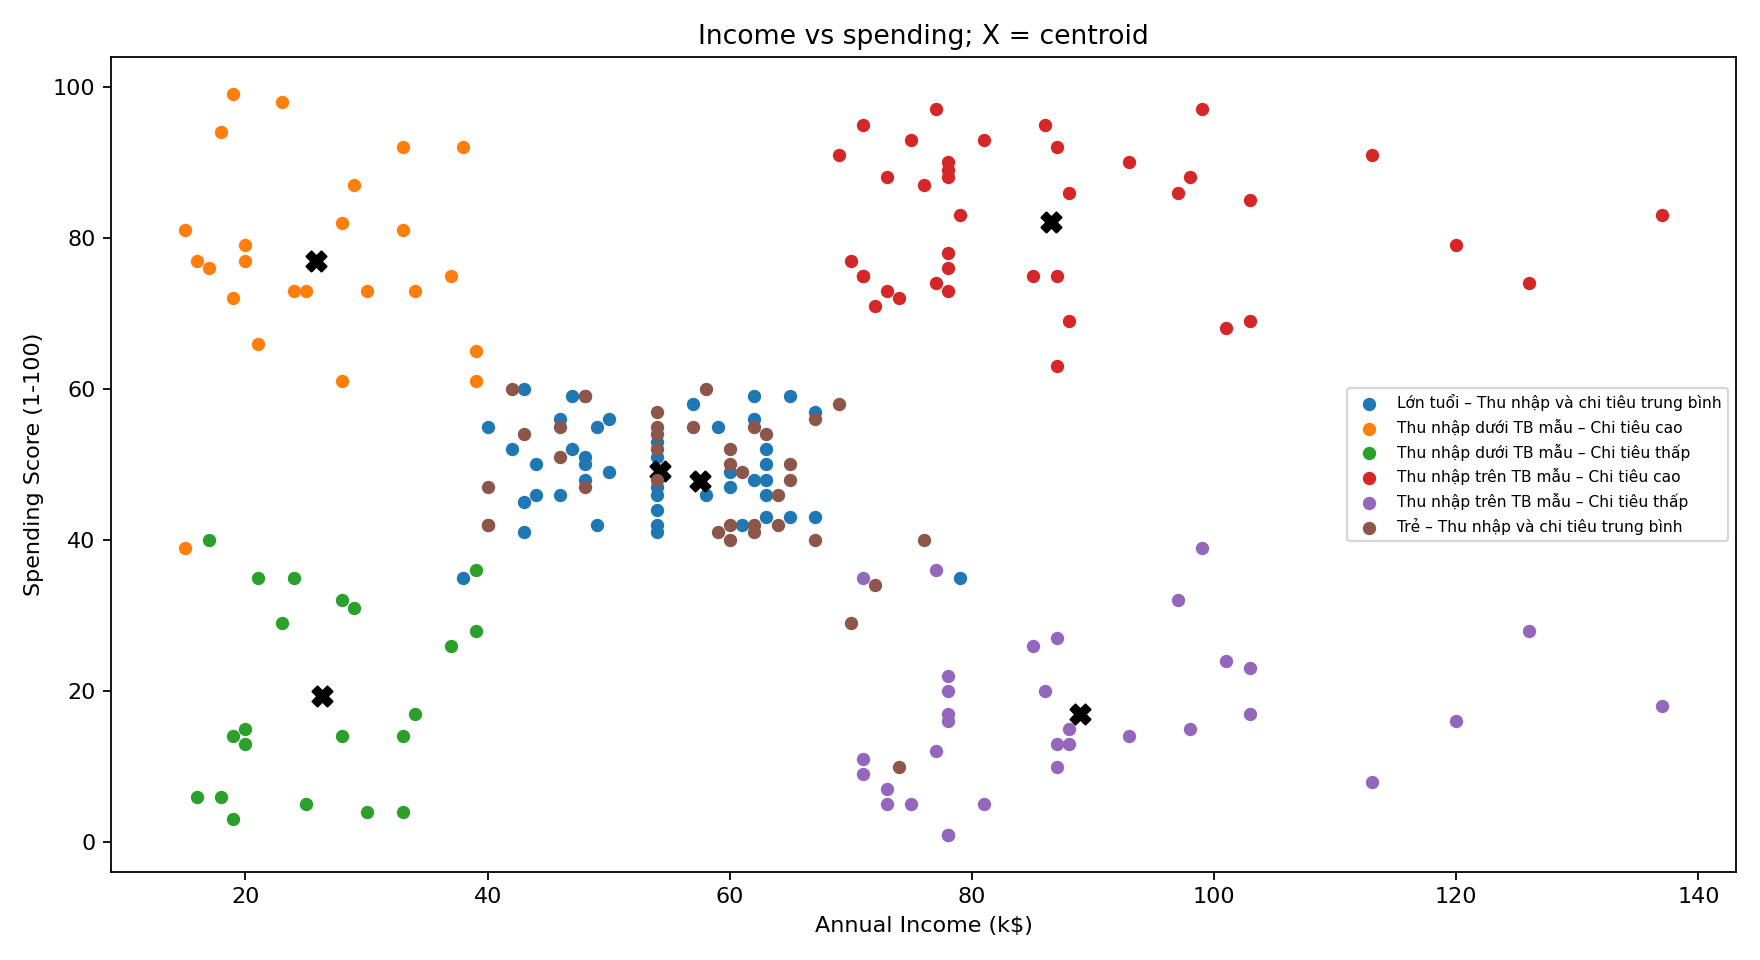 Income vs spending; X = centroid
100
80
60
40
20
0
Spending Score (1-100)
Lớn tuổi – Thu nhập và chi tiêu trung bình
Thu nhập dưới TB mẫu – Chi tiêu cao
Thu nhập dưới TB mẫu – Chi tiêu thấp
Thu nhập trên TB mẫu – Chi tiêu cao
Thu nhập trên TB mẫu – Chi tiêu thấp
Trẻ – Thu nhập và chi tiêu trung bình
20 40 60 80 100 120 140
Annual Income (k$)